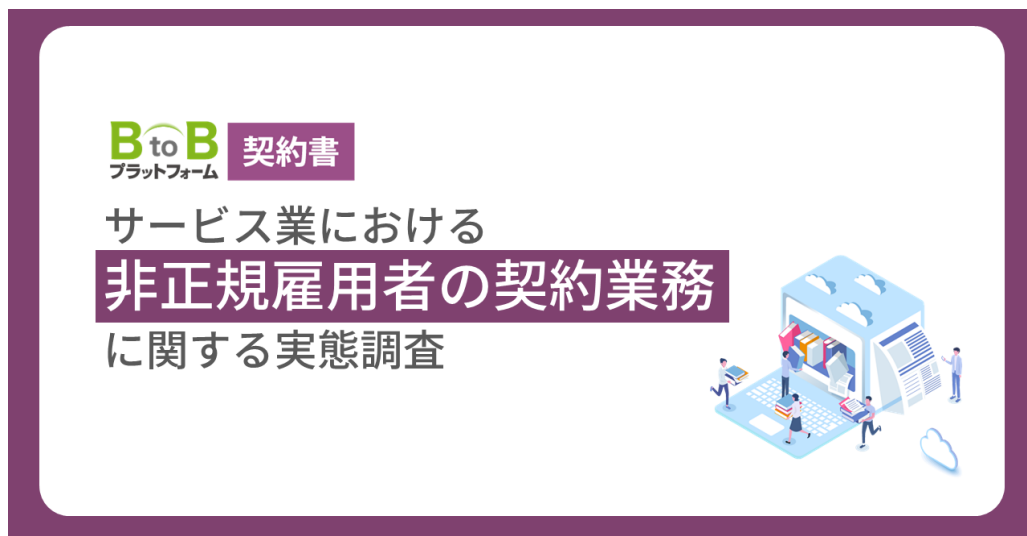 BtoB
プラットフォーム
契約書
サービス業における
非正規雇用者の契約業務
に関する実態調査